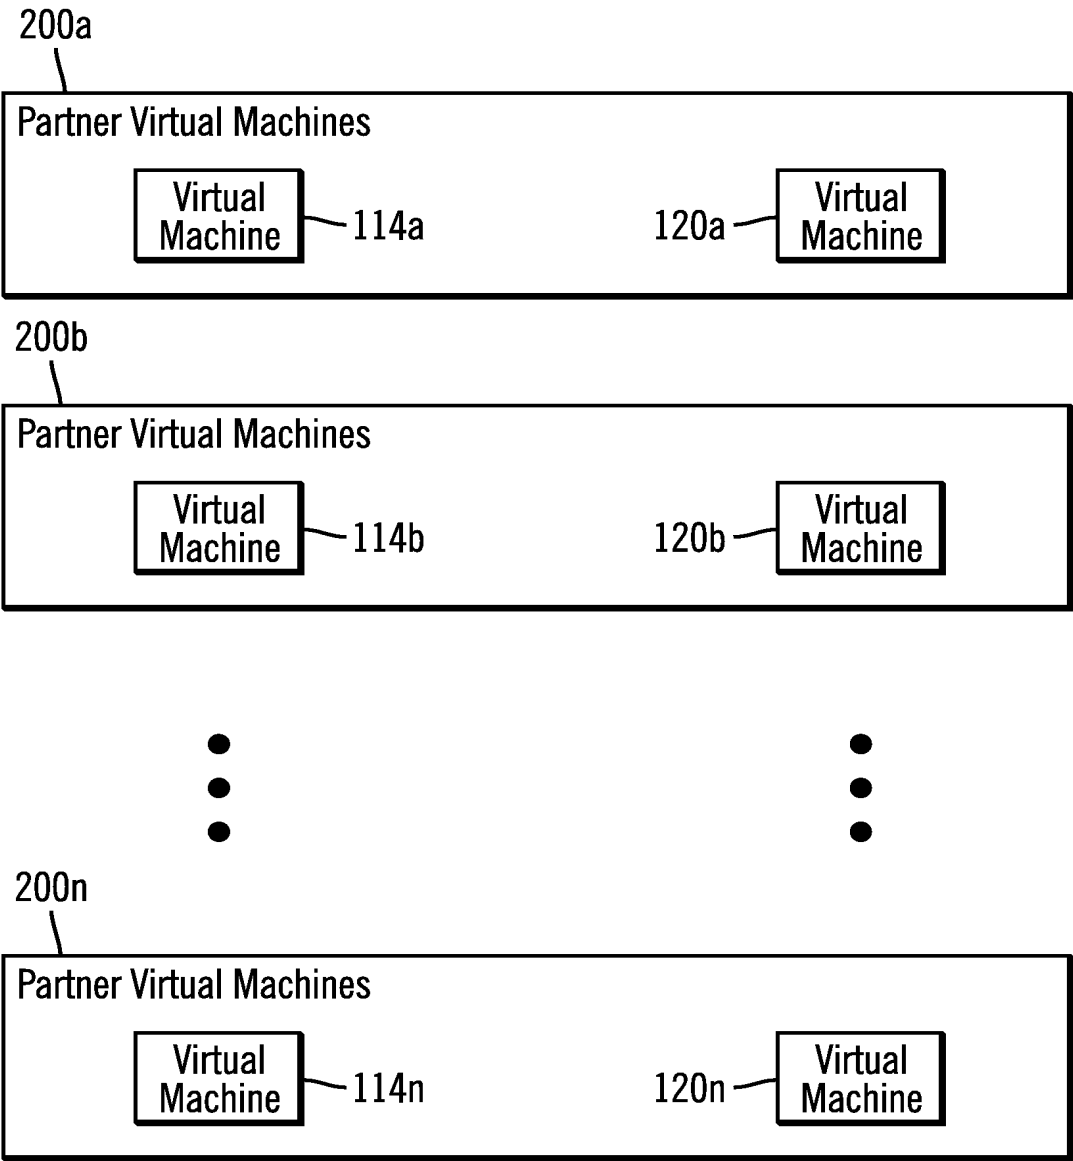 200a
Partner Virtual Machines
Virtual
Machine
114a
120a
Virtual
Machine
200b
Partner Virtual Machines
Virtual
Machine
114b
120b
Virtual
Machine
200n
Partner Virtual Machines
Virtual
Machine
114n
120n
Virtual
Machine